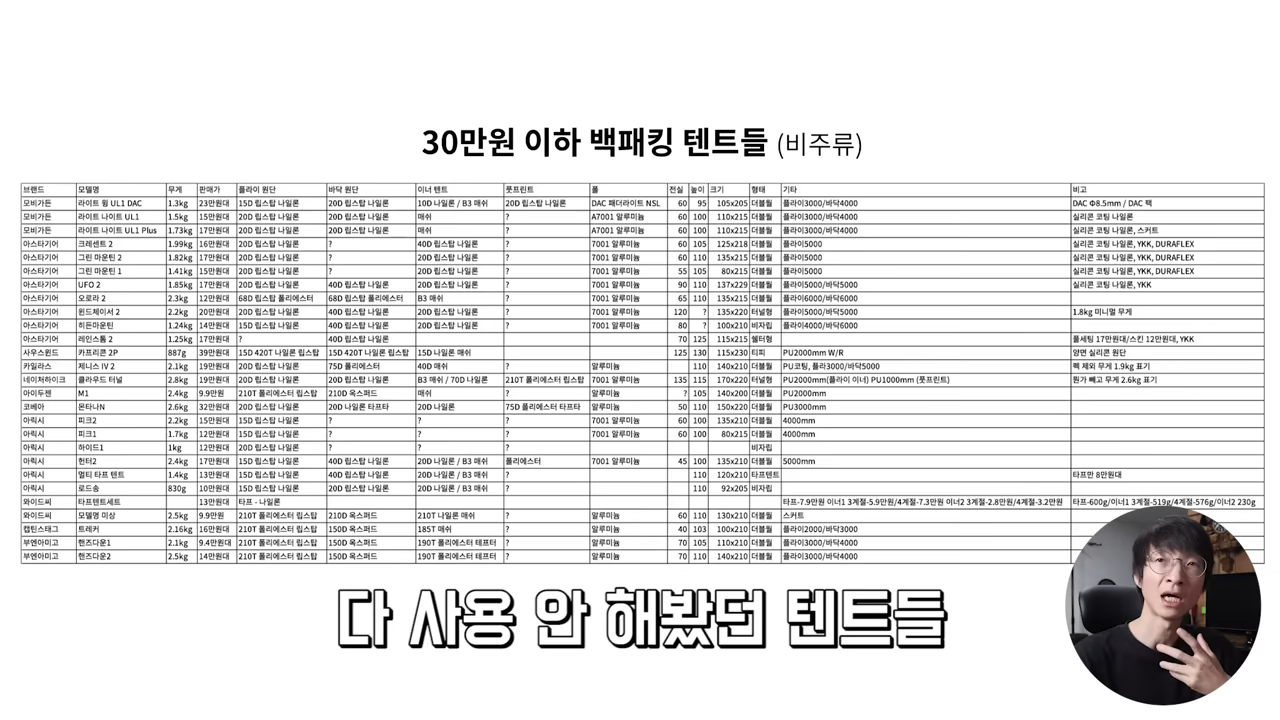 30만원 이하 백패킹 텐트들 (비주류)
브랜드 모델명 무게 판매가 플라이 원단 바닥 원단 이너 텐트 풋프린트 폴 전실 높이 크기 형태 기타 비고
모비가든 라이트 윙 UL1 DAC 1.3kg 23만원대 15D 립스탑 나일론 20D 립스탑 나일론 10D 나일론 / B3 매쉬 20D 립스탑 나일론 DAC 패더라이트 NSL 60 95 105x205 더블월 플라이3000/바닥4000 DAC Φ8.5mm / DAC 팩
모비가든 라이트 나이트 UL1 1.5kg 15만원대 20D 립스탑 나일론 20D 립스탑 나일론 매쉬 ? A7001 알루미늄 60 100 110x215 더블월 플라이3000/바닥4000 실리콘 코팅 나일론
모비가든 라이트 나이트 UL1 Plus 1.73kg 17만원대 20D 립스탑 나일론 20D 립스탑 나일론 매쉬 ? A7001 알루미늄 60 100 110x215 더블월 플라이3000/바닥4000 실리콘 코팅 나일론, 스커트
아스타기어 크레센트 2 1.99kg 16만원대 20D 립스탑 나일론 ? 40D 립스탑 나일론 ? 7001 알루미늄 60 105 125x218 더블월 플라이5000 실리콘 코팅 나일론, YKK, DURAFLEX
아스타기어 그린 마운틴 2 1.82kg 17만원대 20D 립스탑 나일론 ? 20D 립스탑 나일론 ? 7001 알루미늄 60 110 135x215 더블월 플라이5000 실리콘 코팅 나일론, YKK, DURAFLEX
아스타기어 그린 마운틴 1 1.41kg 15만원대 20D 립스탑 나일론 ? 20D 립스탑 나일론 ? 7001 알루미늄 55 105 80x215 더블월 플라이5000 실리콘 코팅 나일론, YKK, DURAFLEX
아스타기어 UFO 2 1.85kg 17만원대 20D 립스탑 나일론 40D 립스탑 나일론 20D 립스탑 나일론 ? 7001 알루미늄 90 110 137x229 더블월 플라이5000/바닥5000 실리콘 코팅 나일론, YKK
아스타기어 오로라 2 2.3kg 12만원대 68D 립스탑 폴리에스터 68D 립스탑 폴리에스터 B3 매쉬 ? 7001 알루미늄 65 110 135x215 더블월 플라이6000/바닥6000
아스타기어 윈드체이서 2 2.2kg 20만원대 20D 립스탑 나일론 40D 립스탑 나일론 20D 립스탑 나일론 ? 7001 알루미늄 120 ? 135x220 터널형 플라이5000/바닥5000 1.8kg 미니멀 무게
아스타기어 히든마운틴 1.24kg 14만원대 15D 립스탑 나일론 40D 립스탑 나일론 20D 립스탑 나일론 ? 7001 알루미늄 80 ? 100x210 비자립 플라이4000/바닥6000
아스타기어 레인스톰 2 1.25kg 17만원대 ? 40D 립스탑 나일론 70 125 115x215 쉘터형 풀세팅 17만원대/스킨 12만원대, YKK
사우스윈드 카프리콘 2P 887g 39만원대 15D 420T 나일론 립스탑 15D 420T 나일론 립스탑 15D 나일론 매쉬 125 130 115x230 티피 PU2000mm W/R 양면 실리콘 원단
카일라스 제니스 IV 2 2.1kg 19만원대 20D 립스탑 나일론 75D 폴리에스터 40D 매쉬 ? 알루미늄 110 140x210 더블월 PU코팅, 플라3000/바닥5000 펙 제외 무게 1.9kg 표기
네이처하이크 클라우드 터널 2.8kg 19만원대 20D 립스탑 나일론 20D 립스탑 나일론 B3 매쉬 / 70D 나일론 210T 폴리에스터 립스탑 7001 알루미늄 135 115 170x220 터널형 PU2000mm(플라이 이너) PU1000mm (풋프린트) 뭔가 빼고 무게 2.6kg 표기
아이두젠 M1 2.4kg 9.9만원 210T 폴리에스터 립스탑 210D 옥스퍼드 매쉬 ? 알루미늄 ? 105 140x200 더블월 PU2000mm
코베아 몬타나N 2.6kg 32만원대 20D 립스탑 나일론 20D 나일론 타프타 20D 나일론 75D 폴리에스터 타프타 알루미늄 50 110 150x220 더블월 PU3000mm
아릭시 피크2 2.2kg 15만원대 15D 립스탑 나일론 ? ? ? 7001 알루미늄 60 100 135x210 더블월 4000mm
아릭시 피크1 1.7kg 12만원대 15D 립스탑 나일론 ? ? ? 7001 알루미늄 60 100 80x215 더블월 4000mm
아릭시 하이드1 1kg 12만원대 20D 립스탑 나일론 ? ? ? 비자립
아릭시 헌터2 2.4kg 17만원대 15D 립스탑 나일론 40D 립스탑 나일론 20D 나일론 / B3 매쉬 폴리에스터 7001 알루미늄 45 100 135x210 더블월 5000mm
아릭시 멀티 타프 텐트 1.4kg 13만원대 15D 립스탑 나일론 40D 립스탑 나일론 20D 나일론 / B3 매쉬 ? 110 120x210 타프텐트 타프만 8만원대
아릭시 로드송 830g 10만원대 15D 립스탑 나일론 20D 립스탑 나일론 20D 나일론 / B3 매쉬 ? 110 92x205 비자립
와이드씨 타프텐트세트 13만원대 타프 - 나일론 타프-7.9만원 이너1 3계절-5.9만원/4계절-7.3만원 이너2 3계절-2.8만원/4계절-3.2만원 타프-600g/이너1 3계절-519g/4계절-576g/이너2 230g
와이드씨 모델명 미상 2.5kg 9.9만원 210T 폴리에스터 립스탑 210D 옥스퍼드 210T 나일론 매쉬 ? 알루미늄 60 110 130x210 더블월 스커트
캡틴스태그 트레커 2.16kg 16만원대 210T 폴리에스터 립스탑 150D 옥스퍼드 185T 매쉬 ? 알루미늄 40 103 100x210 더블월 플라이2000/바닥3000
부엔아미고 핸즈다운1 2.1kg 9.4만원대 210T 폴리에스터 립스탑 150D 옥스퍼드 190T 폴리에스터 테프터 ? 알루미늄 70 105 110x210 더블월 플라이3000/바닥4000
부엔아미고 핸즈다운2 2.5kg 14만원대 210T 폴리에스터 립스탑 150D 옥스퍼드 190T 폴리에스터 테프터 ? 알루미늄 70 110 140x210 더블월 플라이3000/바닥4000
다 사용 안 해봤던 텐트들